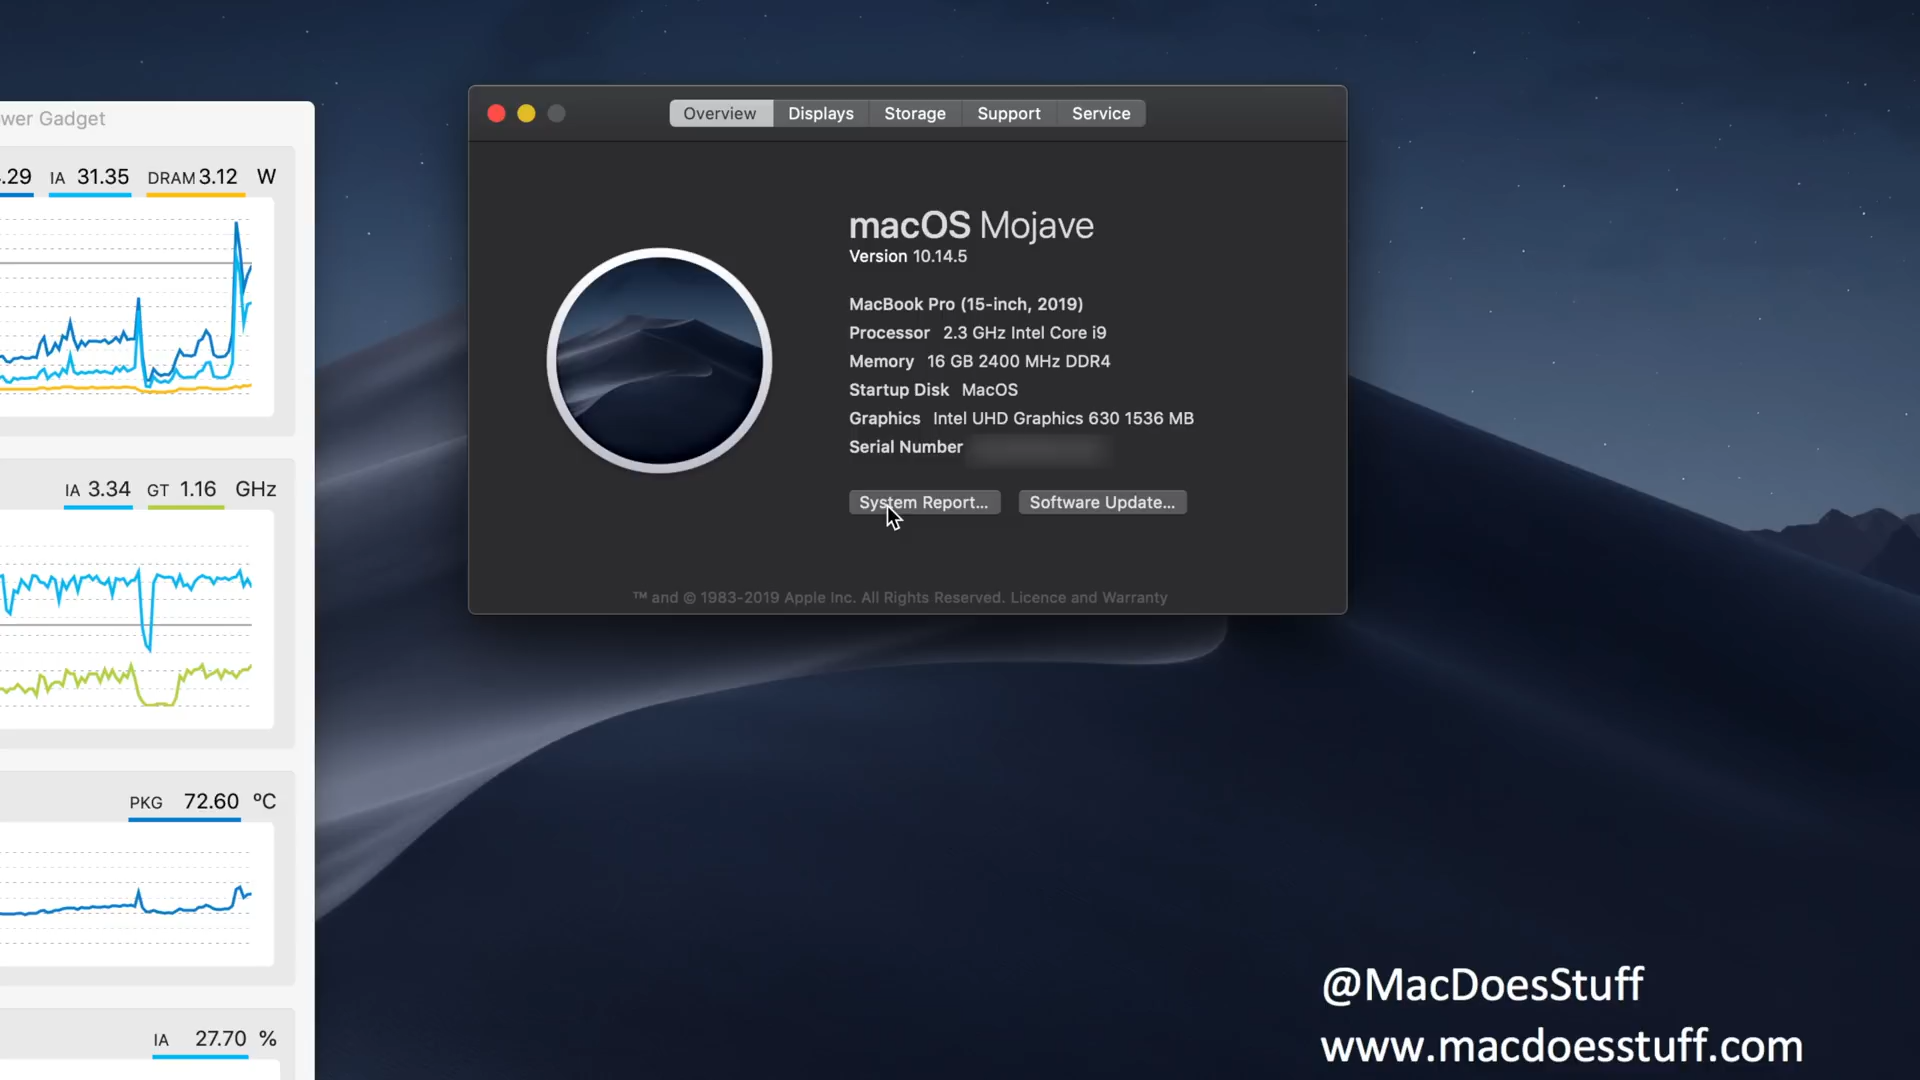 wer Gadget
.29 IA 31.35 DRAM 3.12 W
IA 3.34 GT 1.16 GHz
PKG 72.60 ºC
IA 27.70 %
Overview Displays Storage Support Service
macOS Mojave
Version 10.14.5
MacBook Pro (15-inch, 2019)
Processor 2.3 GHz Intel Core i9
Memory 16 GB 2400 MHz DDR4
Startup Disk MacOS
Graphics Intel UHD Graphics 630 1536 MB
Serial Number
System Report... Software Update...
™ and © 1983-2019 Apple Inc. All Rights Reserved. Licence and Warranty
@MacDoesStuff
www.macdoesstuff.com